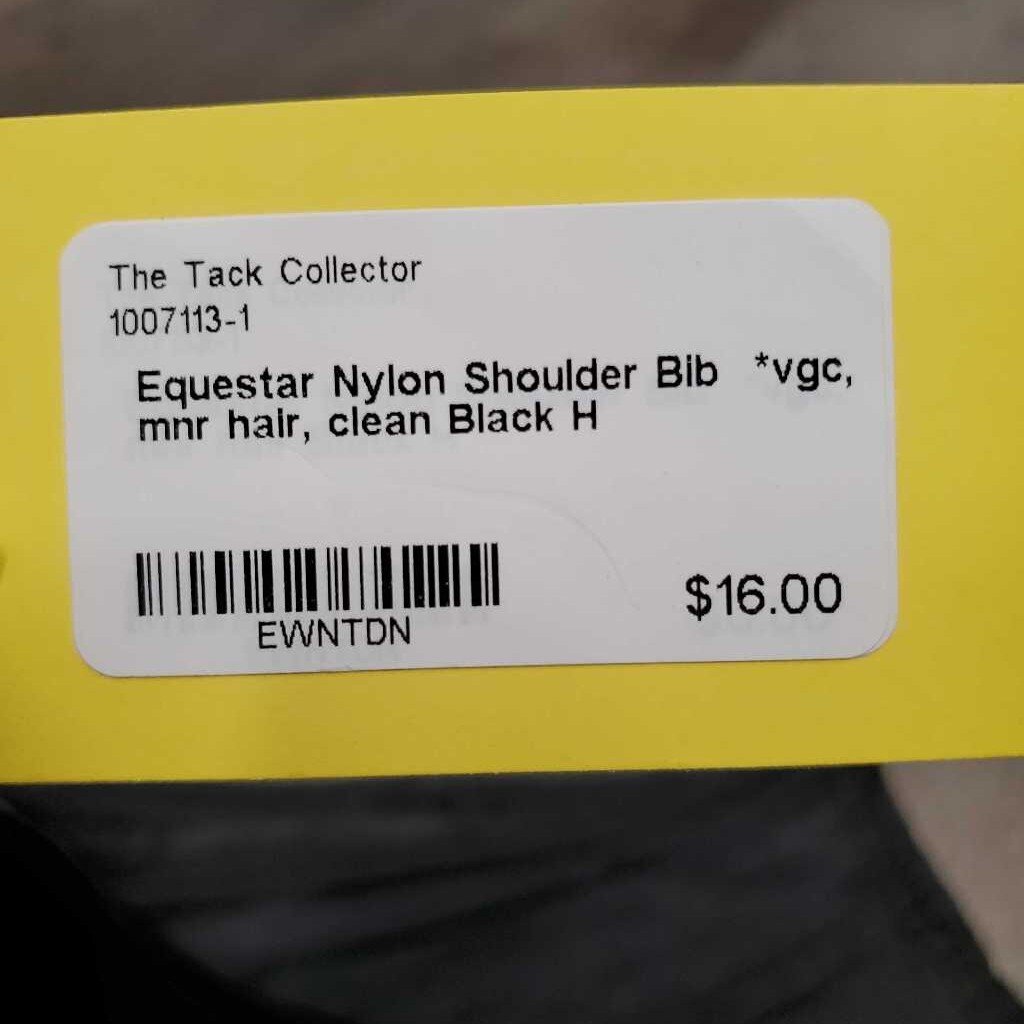 The Tack Collector
1007113-1
Equestar Nylon Shoulder Bib *vgc,
mnr hair, clean Black H
EWNTDN
$16.00